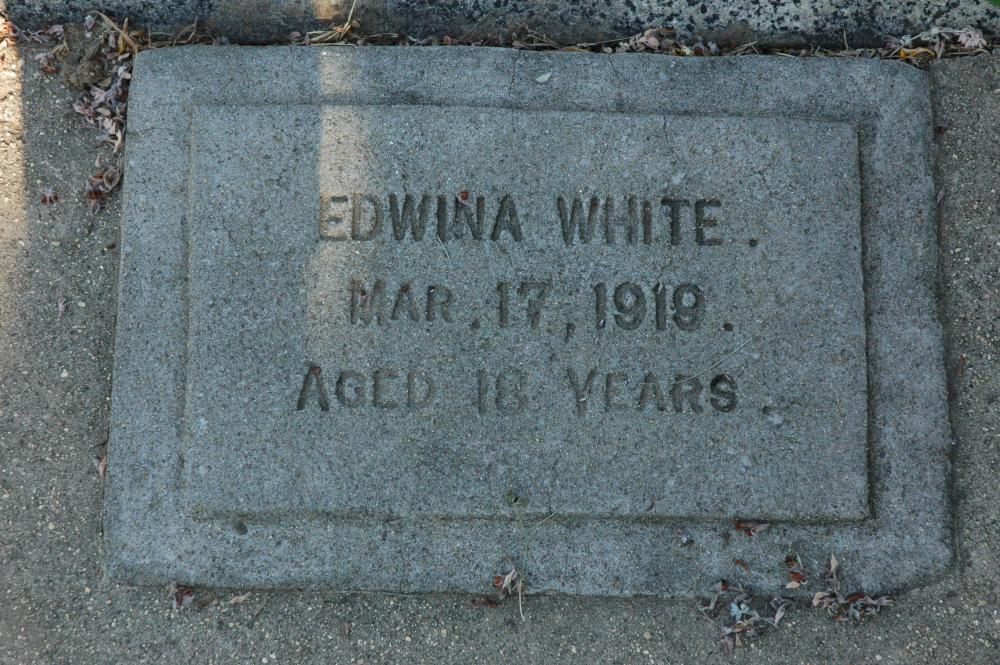 EDWINA WHITE.
MAR. 17, 1919.
AGED 18 YEARS.